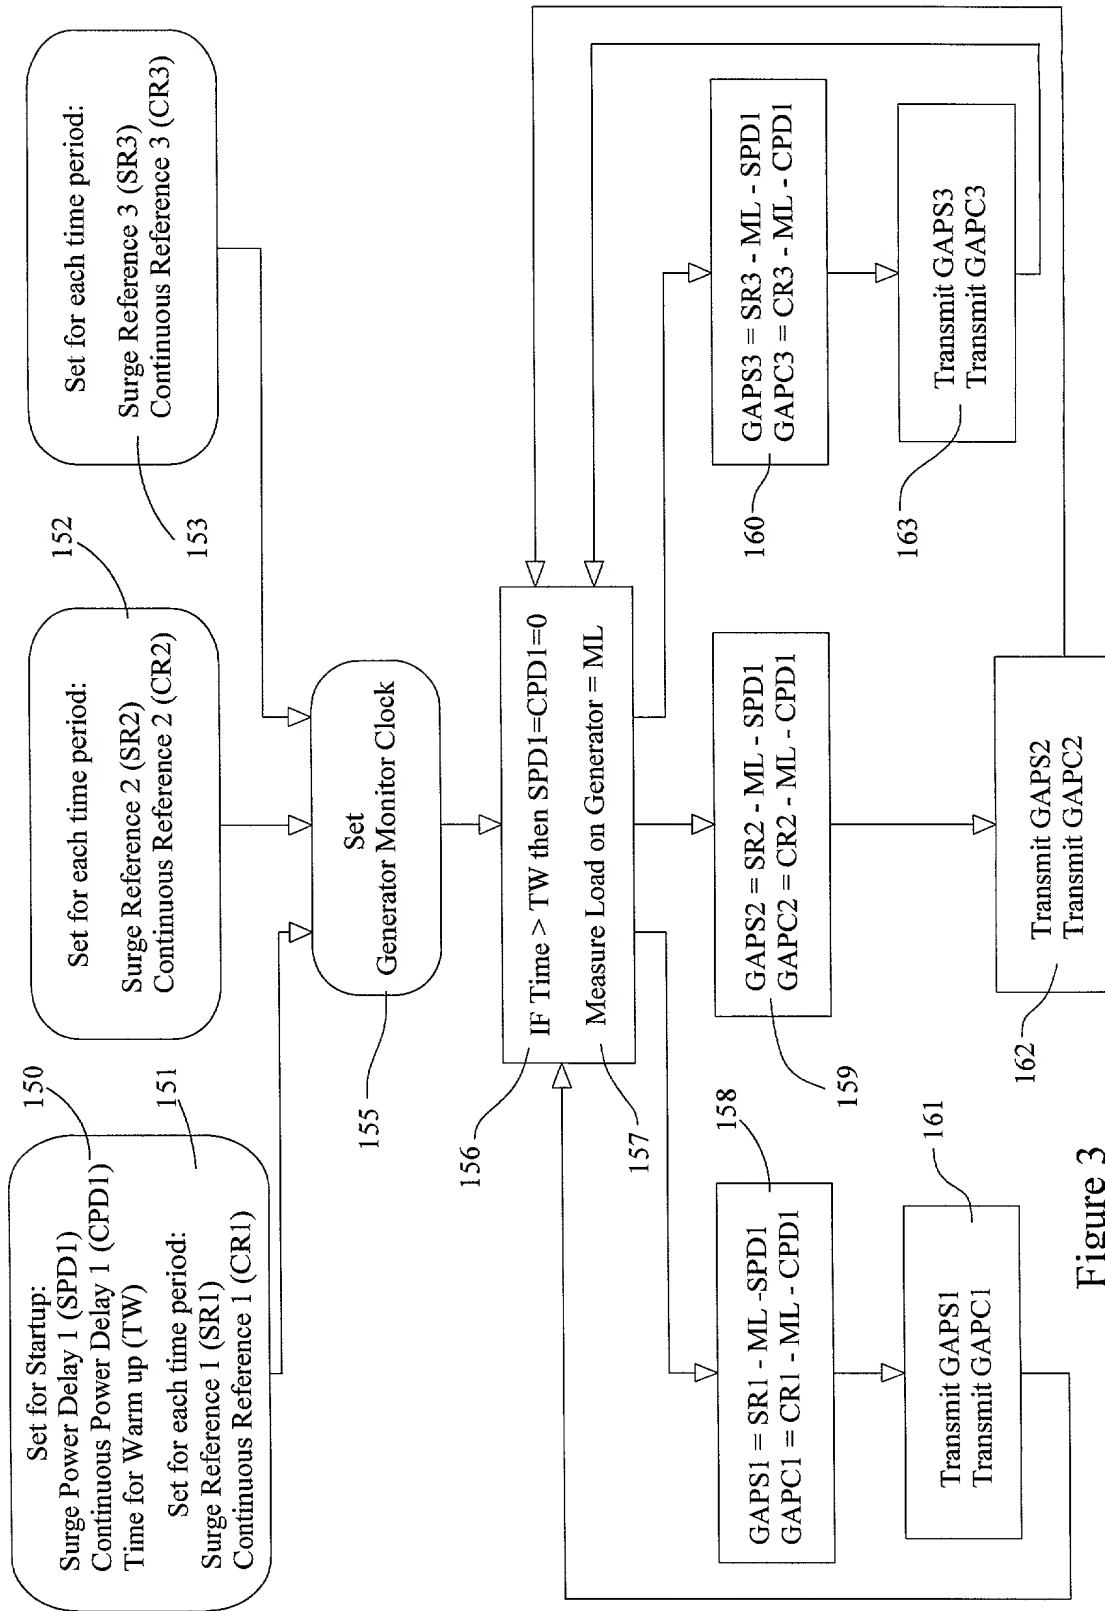 Set for Startup:
Surge Power Delay 1 (SPD1)
Continuous Power Delay 1 (CPD1)
Time for Warm up (TW)
Set for each time period:
Surge Reference 1 (SR1)
Continuous Reference 1 (CR1)
150
151
Set for each time period:
Surge Reference 2 (SR2)
Continuous Reference 2 (CR2)
152
Set for each time period:
Surge Reference 3 (SR3)
Continuous Reference 3 (CR3)
153
Set
Generator Monitor Clock
155
IF Time > TW then SPD1=CPD1=0
Measure Load on Generator = ML
156
157
GAPS1 = SR1 - ML -SPD1
GAPC1 = CR1 - ML - CPD1
158
GAPS2 = SR2 - ML - SPD1
GAPC2 = CR2 - ML - CPD1
159
GAPS3 = SR3 - ML - SPD1
GAPC3 = CR3 - ML - CPD1
160
Transmit GAPS1
Transmit GAPC1
161
Transmit GAPS2
Transmit GAPC2
162
Transmit GAPS3
Transmit GAPC3
163
Figure 3